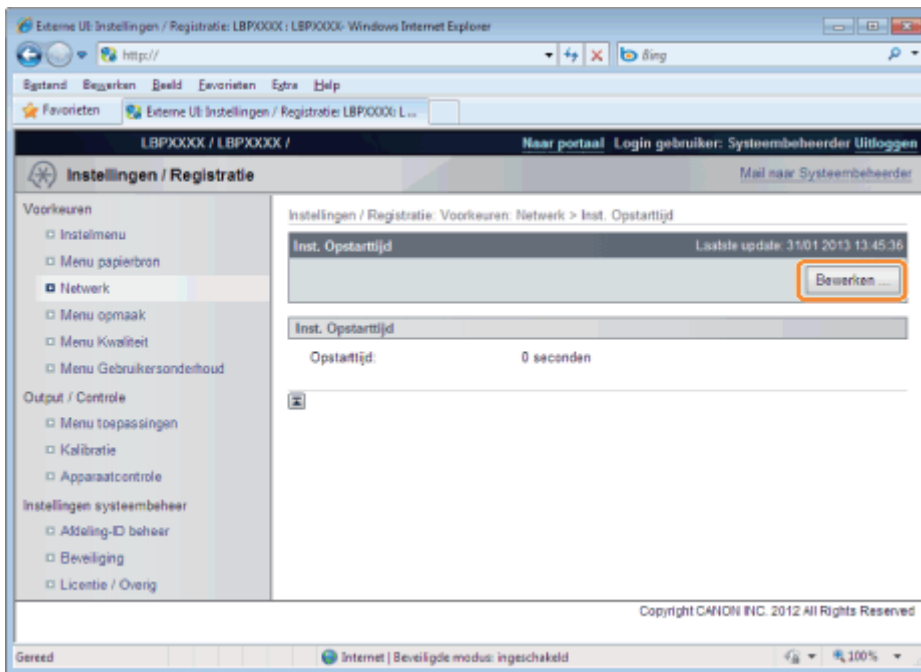 Externe UI: Instellingen / Registratie: LBPXXXX : LBPXXXX- Windows Internet Explorer
http://
Bing
Bestand Bewerken Beeld Favorieten Extra Help
Favorieten
Externe UI: Instellingen / Registratie: LBPXXXX: L...
LBPXXXX / LBPXXXX /
Naar portaal Login gebruiker: Systeembeheerder Uitloggen
Instellingen / Registratie
Mail naar Systeembeheerder
Voorkeuren
Instelmenu
Menu papierbron
Netwerk
Menu opmaak
Menu Kwaliteit
Menu Gebruikersonderhoud
Output / Controle
Menu toepassingen
Kalibratie
Apparaatcontrole
Instellingen systeembeheer
Afdeling-ID beheer
Beveiliging
Licentie / Overig
Instellingen / Registratie: Voorkeuren: Netwerk > Inst. Opstarttijd
Inst. Opstarttijd
Laatste update: 31/01 2013 13:45:36
Bewerken ...
Inst. Opstarttijd
Opstarttijd: 0 seconden
Copyright CANON INC. 2012 All Rights Reserved
Gereed
Internet | Beveiligde modus: ingeschakeld
100%